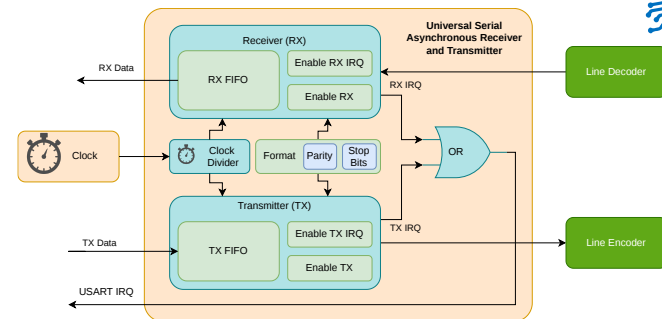 Universal Serial
Asynchronous Receiver
and Transmitter
Receiver (RX)
RX Data
RX FIFO
Enable RX IRQ
Enable RX
RX IRQ
Line Decoder
Clock
Clock
Divider
Format
Parity
Stop
Bits
OR
Transmitter (TX)
TX Data
TX FIFO
Enable TX IRQ
Enable TX
TX IRQ
Line Encoder
USART IRQ